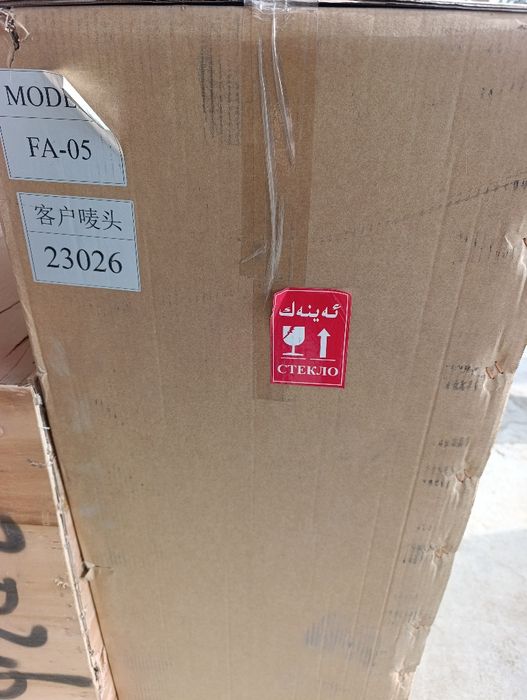 MODE
FA-05
客户唛头
23026
ئەينەك
СТЕКЛО